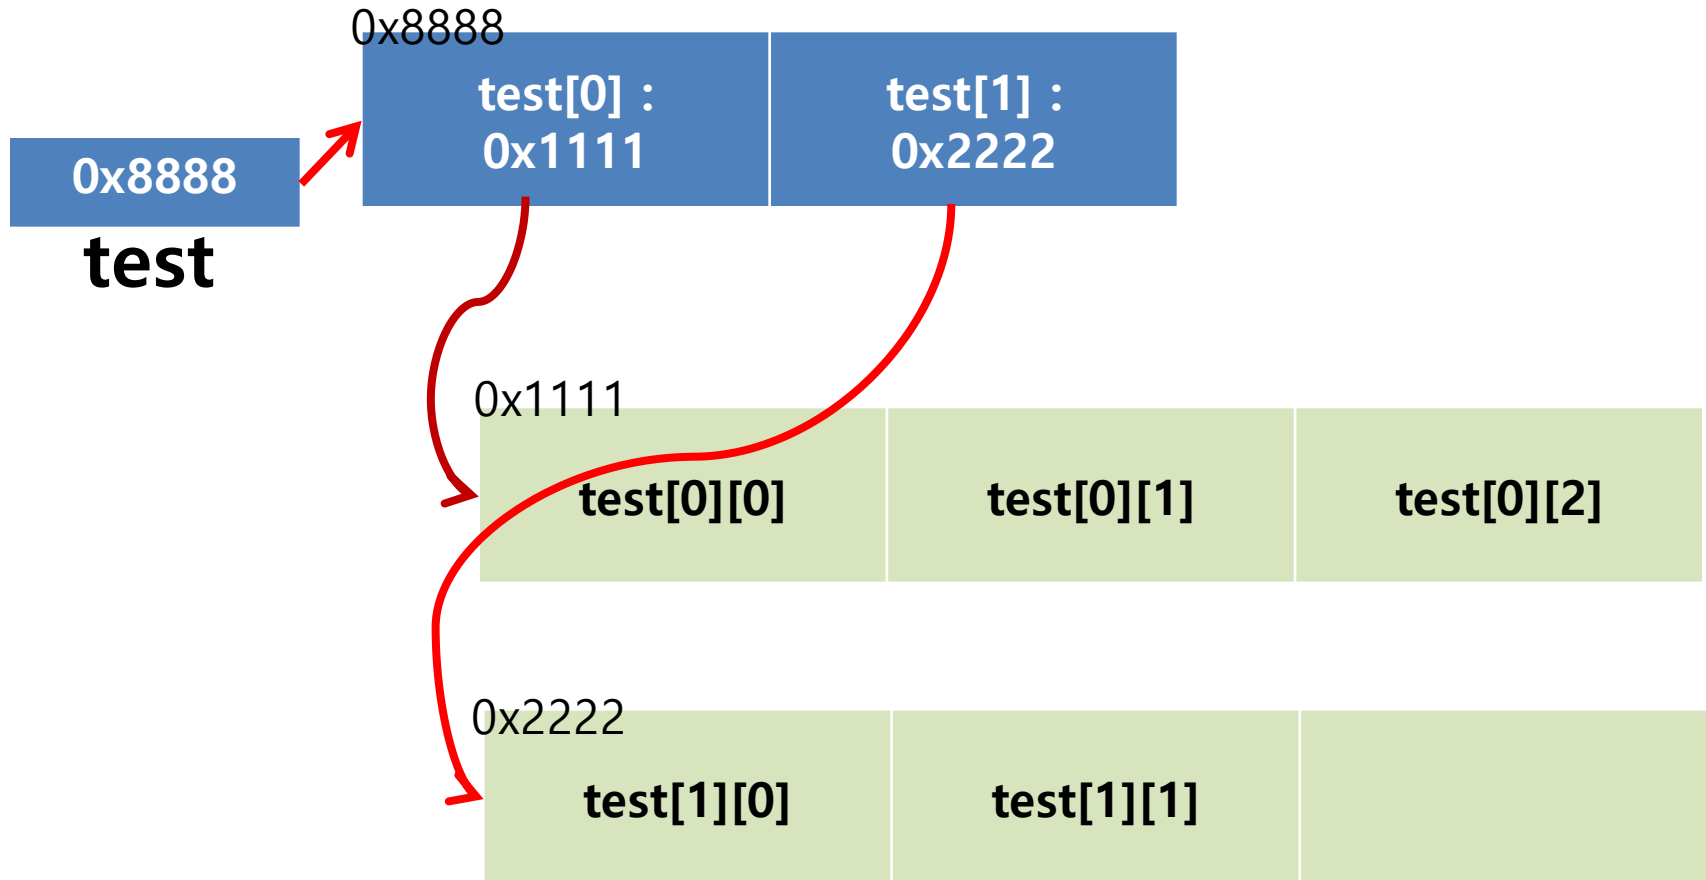 0x8888
test[0] :
0x1111
test[1] :
0x2222
0x8888
test
0x1111
test[0][0]
test[0][1]
test[0][2]
0x2222
test[1][0]
test[1][1]